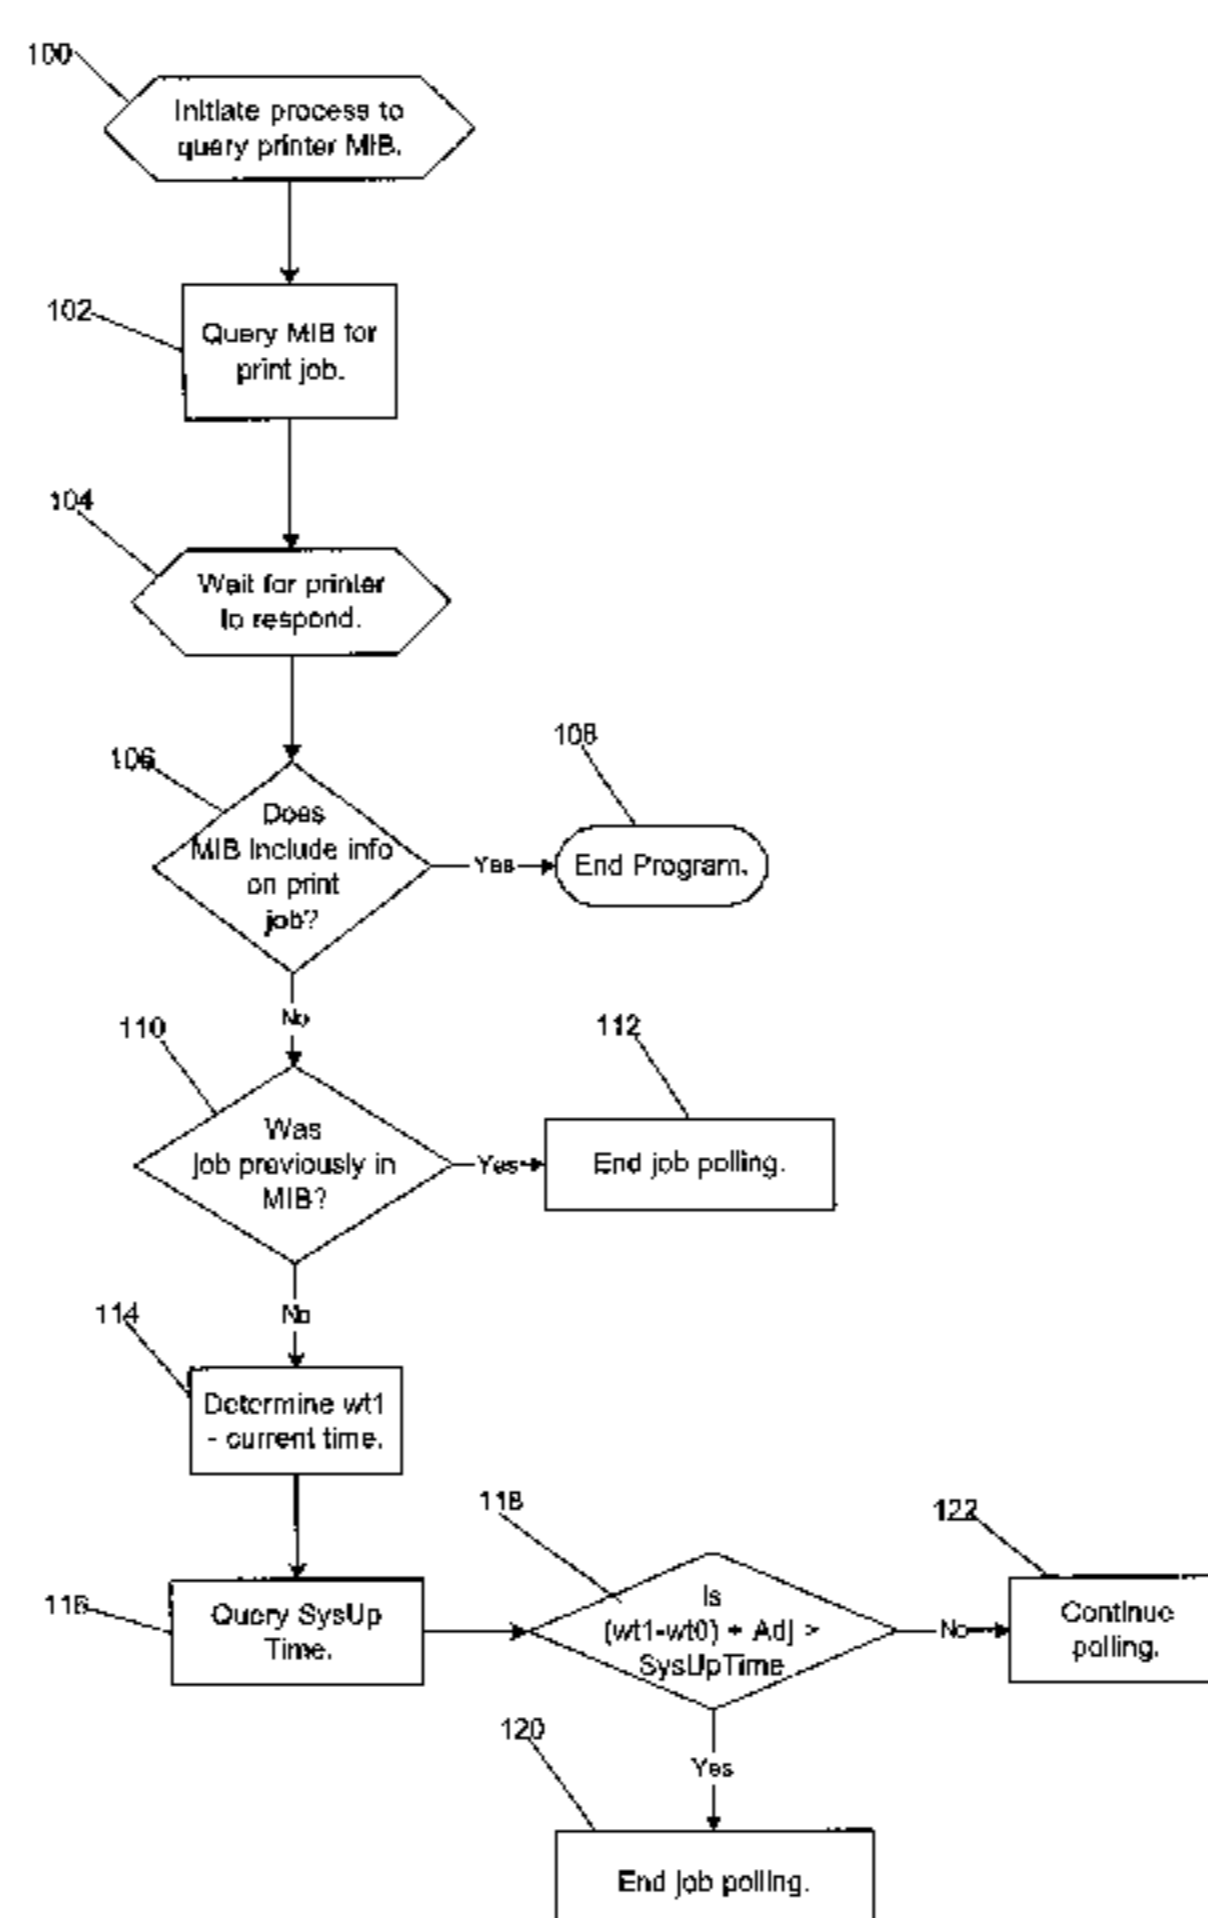 100
Initiate process to
query printer MIB.
102
Query MIB for
print job.
104
Wait for printer
to respond.
106
Does
MIB include info
on print
job?
Yes
108
End Program.
No
110
Was
job previously in
MIB?
Yes
112
End job polling.
No
114
Determine wt1
- current time.
116
Query SysUp
Time.
118
Is
(wt1-wt0) + Adj >
SysUpTime
No
122
Continue
polling.
Yes
120
End job polling.